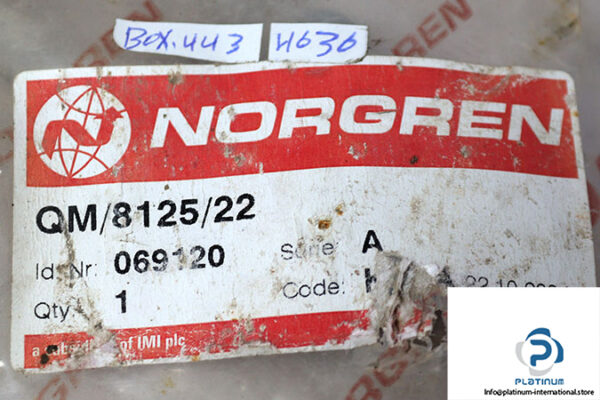 BOX.443 H636
NORGREN
QM/8125/22
Id. Nr: 069120 Serie: A
Qty: 1 Code:
a subsidiary of IMI plc
PLATINUM
Info@platinum-international.store